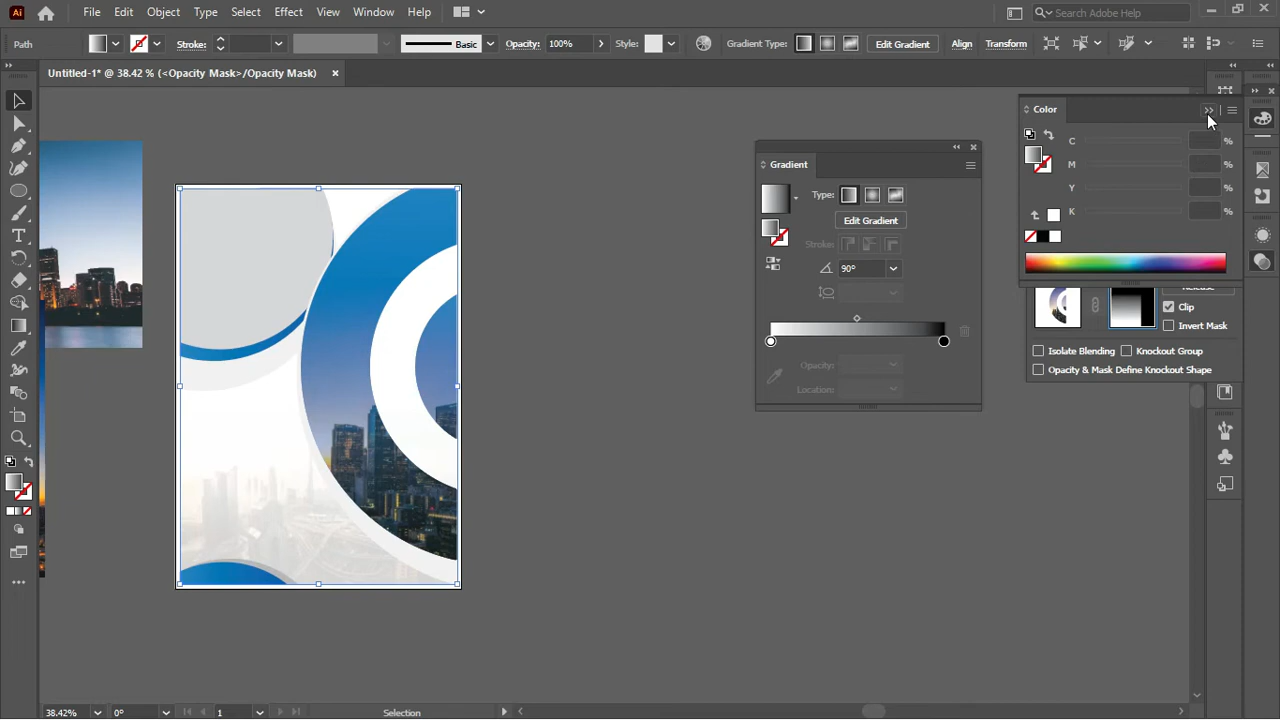 Ai File Edit Object Type Select Effect View Window Help Search Adobe Help
Path Stroke: Basic Opacity: 100% Style: Gradient Type: Edit Gradient Align Transform
Untitled-1* @ 38.42 % (<Opacity Mask>/Opacity Mask) ×
Color
C %
M %
Y %
K %
Gradient
Type:
Edit Gradient
Stroke:
90°
Opacity:
Location:
Clip
Invert Mask
Isolate Blending Knockout Group
Opacity & Mask Define Knockout Shape
38.42% 0° 1 Selection